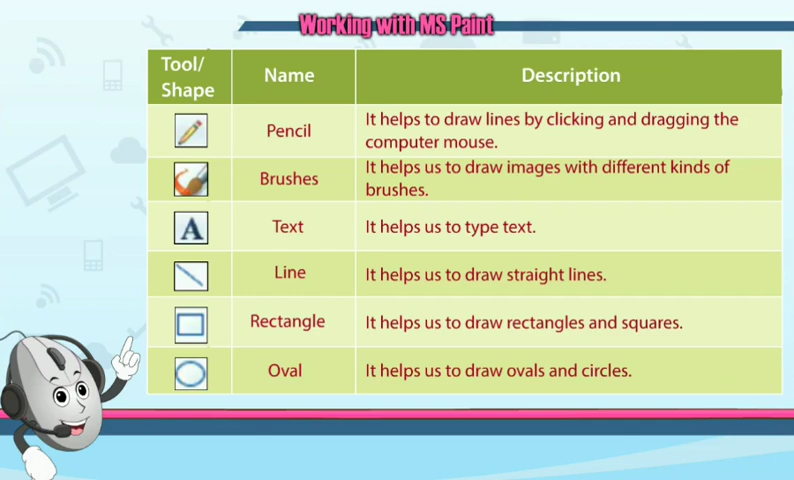 Working with MS Paint
Tool/
Shape
Name
Description
Pencil
It helps to draw lines by clicking and dragging the
computer mouse.
Brushes
It helps us to draw images with different kinds of
brushes.
A
Text
It helps us to type text.
Line
It helps us to draw straight lines.
Rectangle
It helps us to draw rectangles and squares.
Oval
It helps us to draw ovals and circles.